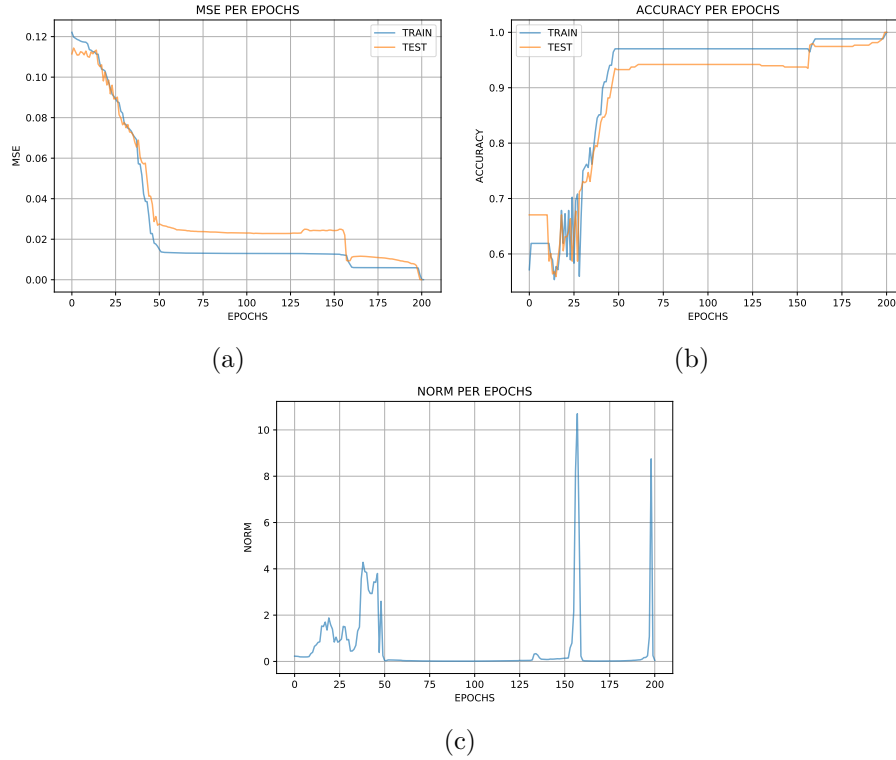 MSE PER EPOCHS
TRAIN
TEST
MSE
0.12
0.10
0.08
0.06
0.04
0.02
0.00
0 25 50 75 100 125 150 175 200
EPOCHS
(a)
ACCURACY PER EPOCHS
TRAIN
TEST
ACCURACY
1.0
0.9
0.8
0.7
0.6
0 25 50 75 100 125 150 175 200
EPOCHS
(b)
NORM PER EPOCHS
NORM
10
8
6
4
2
0
0 25 50 75 100 125 150 175 200
EPOCHS
(c)